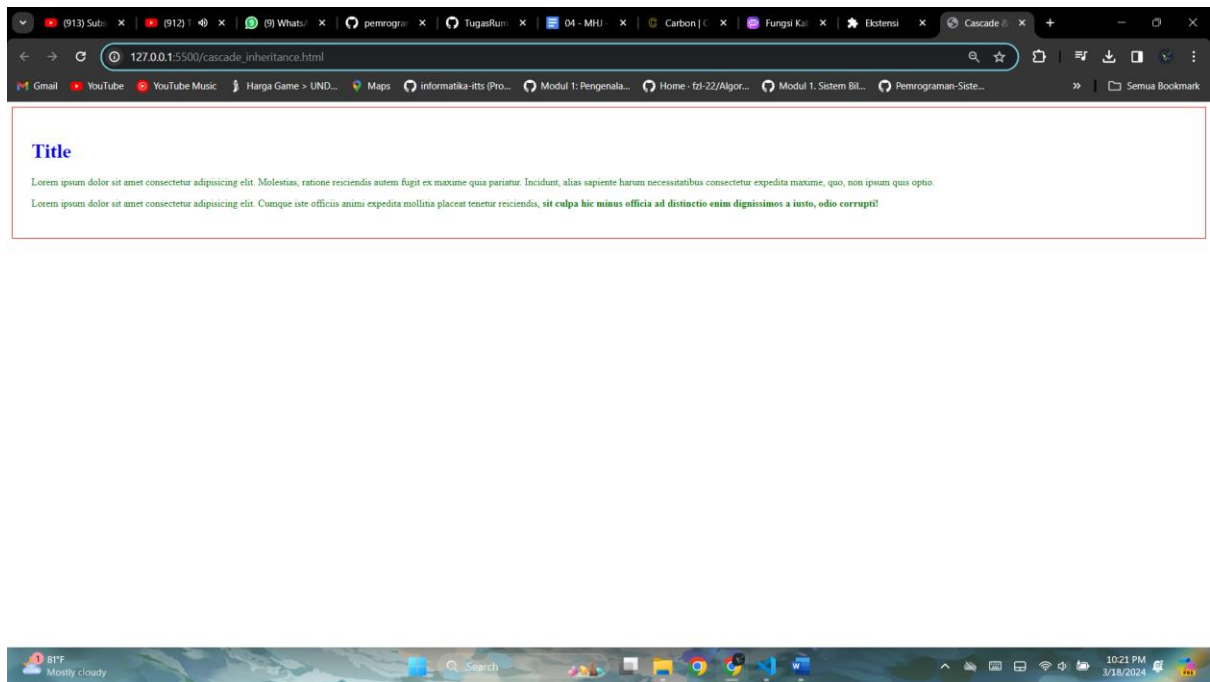 (913) Subs (912) T (9) Whats pemrogran TugasRum 04 - MHJ - Carbon | C Fungsi Kal Ekstensi Cascade &
127.0.0.1:5500/cascade_inheritance.html
Gmail YouTube YouTube Music Harga Game > UND... Maps informatika-itts (Pro... Modul 1: Pengenala... Home - fzl-22/Algor... Modul 1. Sistem Bil... Pemrograman-Siste... » Semua Bookmark
Title
Lorem ipsum dolor sit amet consectetur adipisicing elit. Molestias, ratione reiciendis autem fugit ex maxime quia pariatur. Incidunt, alias sapiente harum necessitatibus consectetur expedita maxime, quo, non ipsum quis optio.
Lorem ipsum dolor sit amet consectetur adipisicing elit. Cumque iste officiis animi expedita mollitia placeat tenetur reiciendis, sit culpa hic minus officia ad distinctio enim dignissimos a iusto, odio corrupti!
1 81°F Search 10:21 PM
Mostly cloudy 3/18/2024